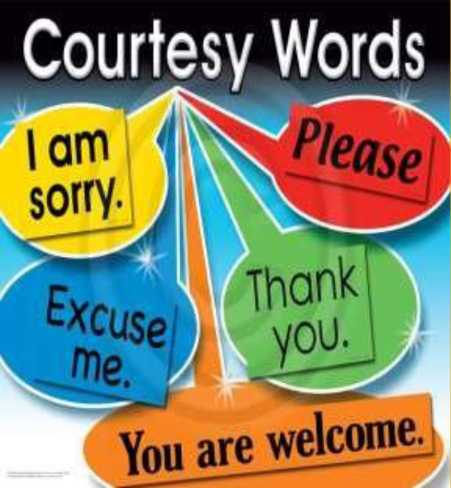 Courtesy Words
I am
sorry.
Please
Excuse
me.
Thank
you.
You are welcome.